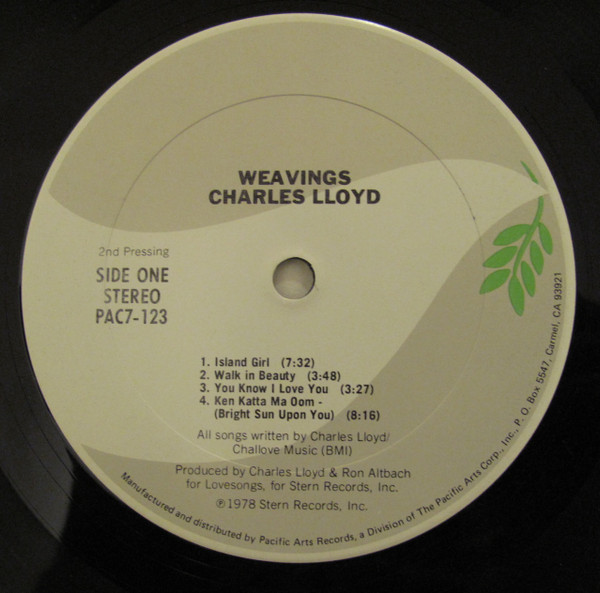 WEAVINGS
CHARLES LLOYD
2nd Pressing
SIDE ONE
STEREO
PAC7-123
1. Island Girl (7:32)
2. Walk in Beauty (3:48)
3. You Know I Love You (3:27)
4. Ken Katta Ma Oom -
(Bright Sun Upon You) (8:16)
All songs written by Charles Lloyd/
Challove Music (BMI)
Produced by Charles Lloyd & Ron Altbach
for Lovesongs, for Stern Records, Inc.
℗1978 Stern Records, Inc.
Manufactured and distributed by Pacific Arts Records, a Division of The Pacific Arts Corp., Inc., P. O. Box 5547, Carmel, CA 93921